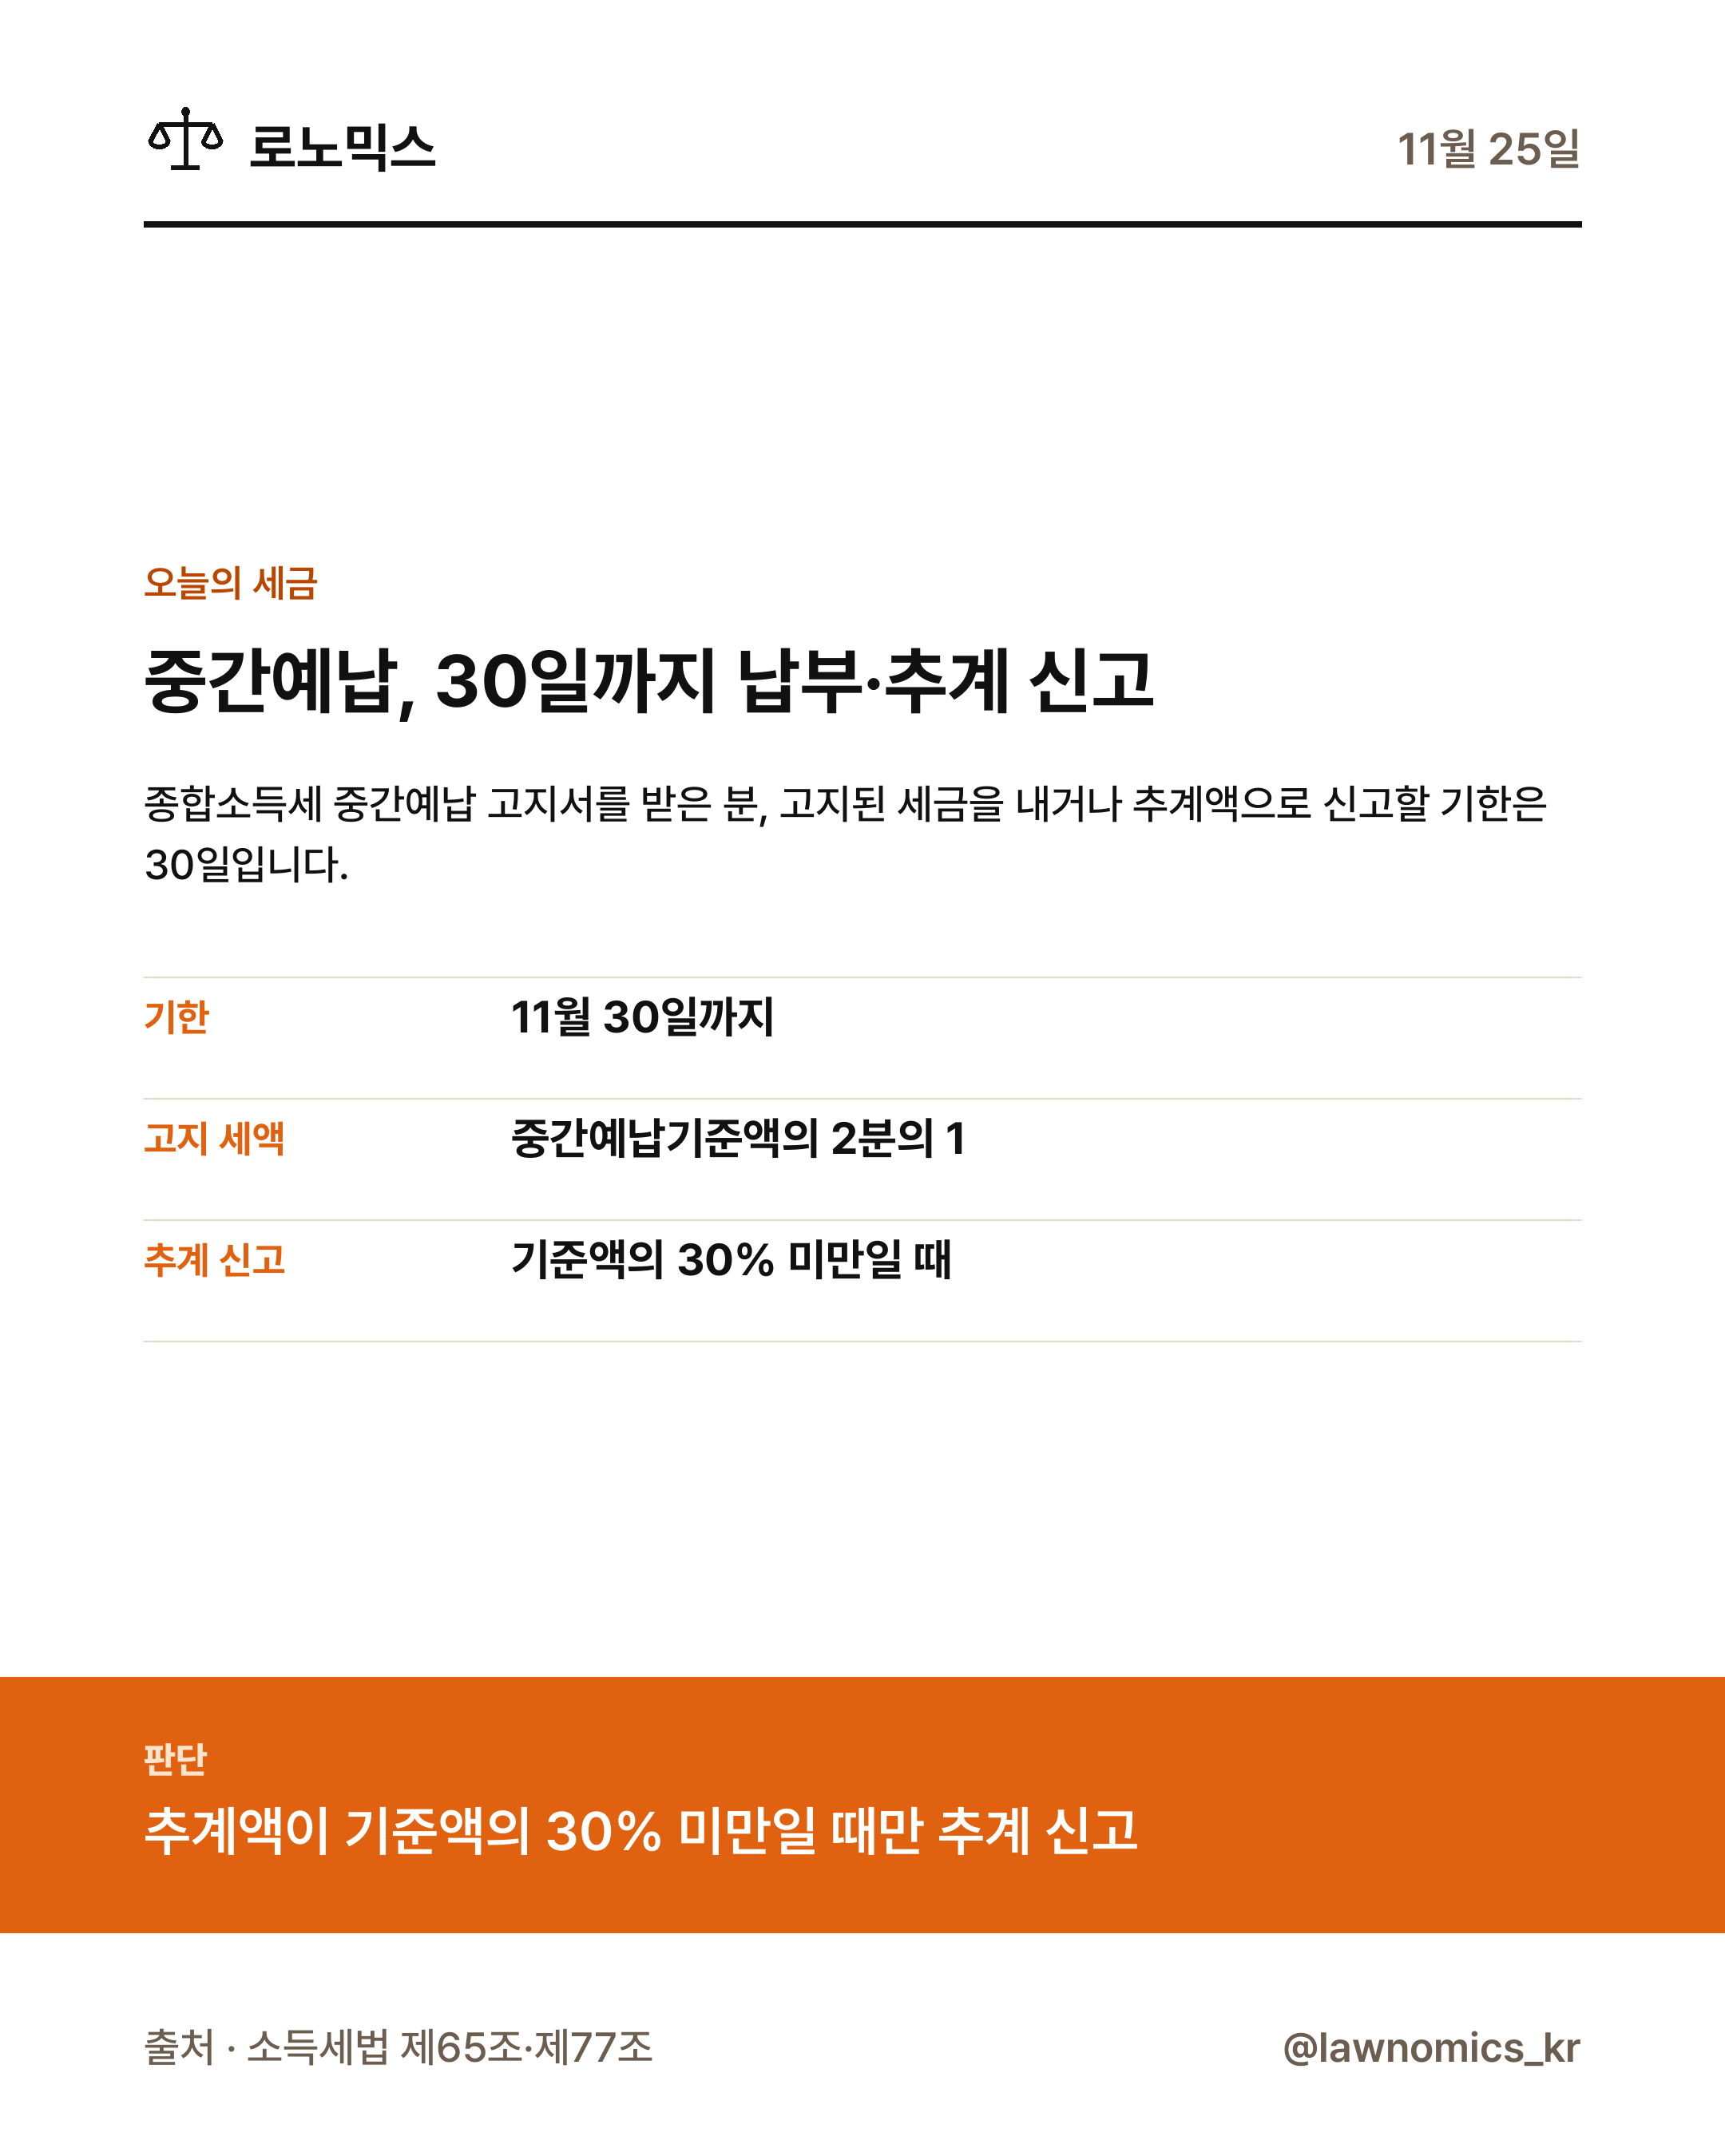 로노믹스
11월 25일
오늘의 세금
중간예납, 30일까지 납부·추계 신고
종합소득세 중간예납 고지서를 받은 분, 고지된 세금을 내거나 추계액으로 신고할 기한은
30일입니다.
기한
11월 30일까지
고지 세액
중간예납기준액의 2분의 1
추계 신고
기준액의 30% 미만일 때
판단
추계액이 기준액의 30% 미만일 때만 추계 신고
출처 · 소득세법 제65조·제77조
@lawnomics_kr